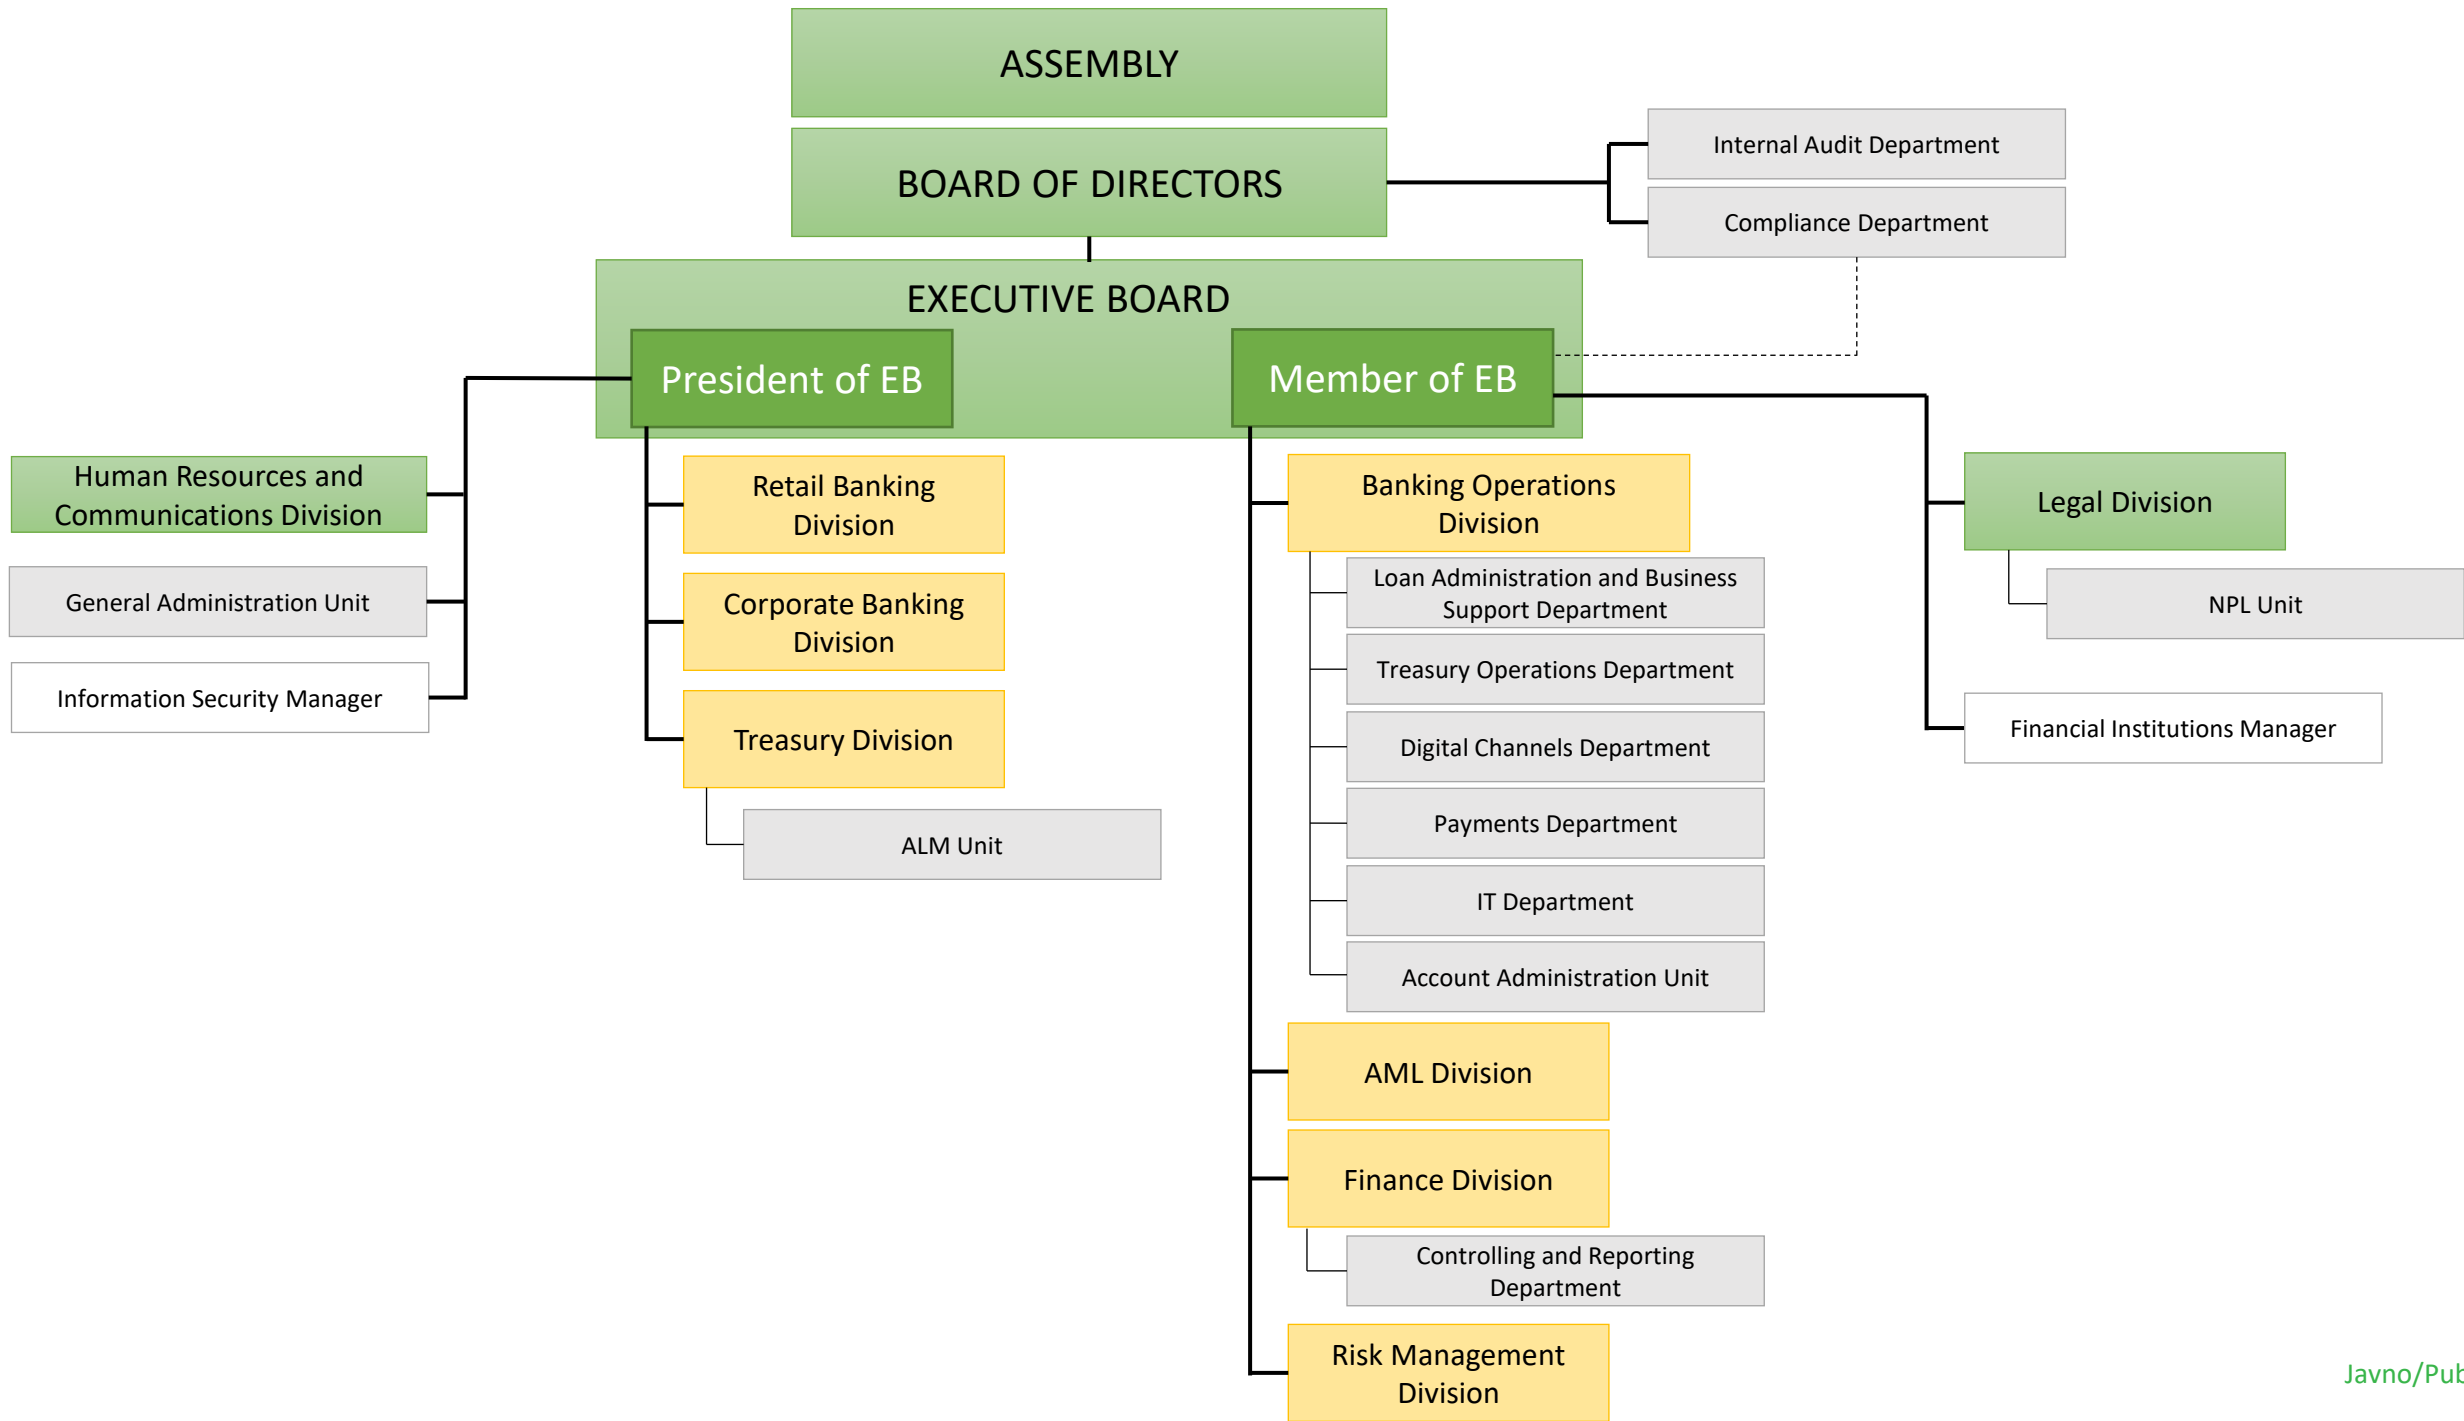 ASSEMBLY
BOARD OF DIRECTORS
Internal Audit Department
Compliance Department
EXECUTIVE BOARD
President of EB
Member of EB
Human Resources and
Communications Division
General Administration Unit
Information Security Manager
Retail Banking
Division
Corporate Banking
Division
Treasury Division
ALM Unit
Banking Operations
Division
Loan Administration and Business
Support Department
Treasury Operations Department
Digital Channels Department
Payments Department
IT Department
Account Administration Unit
AML Division
Finance Division
Controlling and Reporting
Department
Risk Management
Division
Legal Division
NPL Unit
Financial Institutions Manager
Javno/Pub